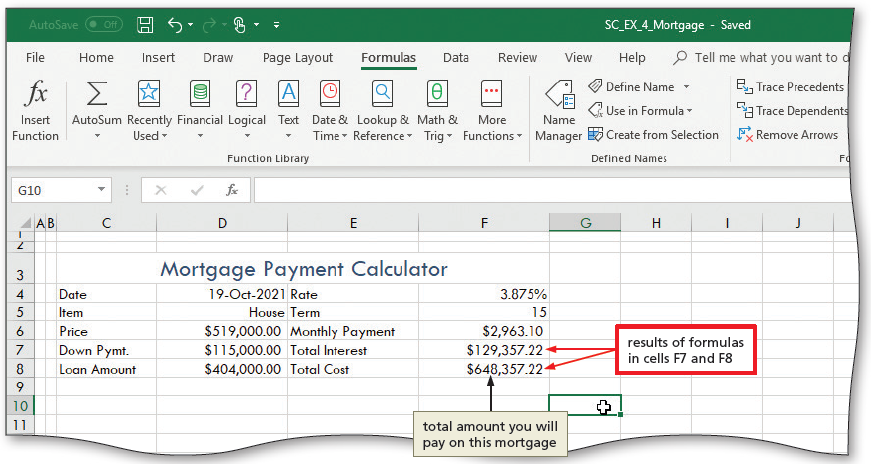 AutoSave Off SC_EX_4_Mortgage - Saved
File Home Insert Draw Page Layout Formulas Data Review View Help Tell me what you want to d
fx
Insert Function
AutoSum
Recently Used
Financial
Logical
Text
Date & Time
Lookup & Reference
Math & Trig
More Functions
Function Library
Name Manager
Define Name
Use in Formula
Create from Selection
Defined Names
Trace Precedents
Trace Dependents
Remove Arrows
Fo
G10 fx
A B C D E F G H I J
1
2
3 Mortgage Payment Calculator
4 Date 19-Oct-2021 Rate 3.875%
5 Item House Term 15
6 Price $519,000.00 Monthly Payment $2,963.10
7 Down Pymt. $115,000.00 Total Interest $129,357.22
8 Loan Amount $404,000.00 Total Cost $648,357.22
9
10
11
results of formulas
in cells F7 and F8
total amount you will
pay on this mortgage